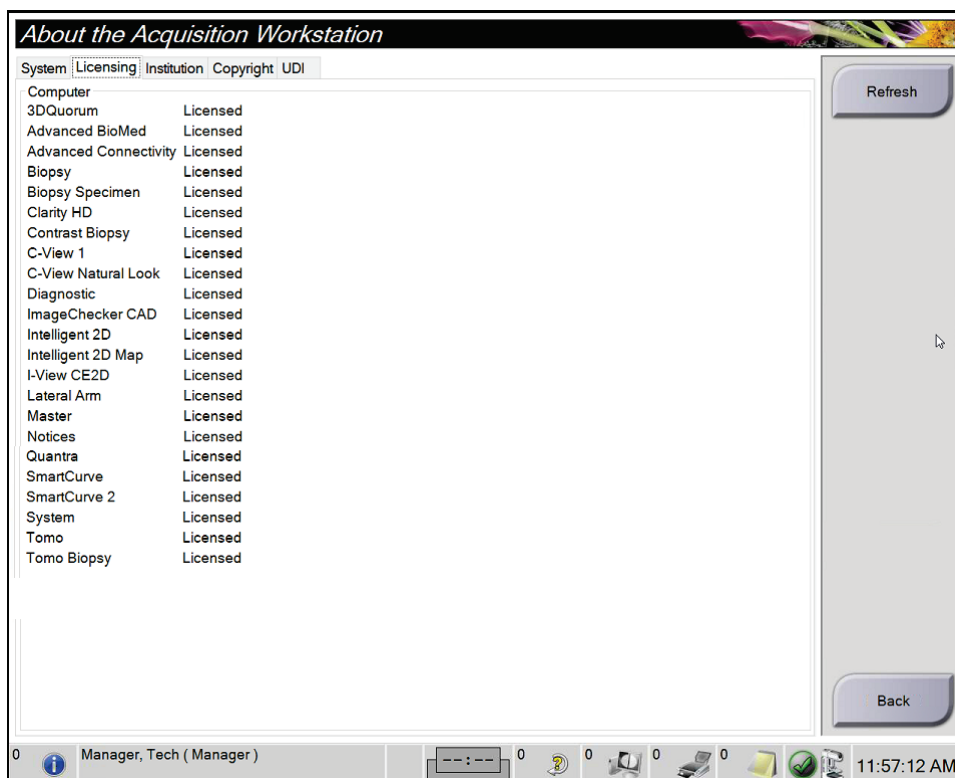 About the Acquisition Workstation
System Licensing Institution Copyright UDI
Refresh
Computer
3DQuorum Licensed
Advanced BioMed Licensed
Advanced Connectivity Licensed
Biopsy Licensed
Biopsy Specimen Licensed
Clarity HD Licensed
Contrast Biopsy Licensed
C-View 1 Licensed
C-View Natural Look Licensed
Diagnostic Licensed
ImageChecker CAD Licensed
Intelligent 2D Licensed
Intelligent 2D Map Licensed
I-View CE2D Licensed
Lateral Arm Licensed
Master Licensed
Notices Licensed
Quantra Licensed
SmartCurve Licensed
SmartCurve 2 Licensed
System Licensed
Tomo Licensed
Tomo Biopsy Licensed
Back
0 Manager, Tech ( Manager ) --:-- 0 0 0 0 11:57:12 AM